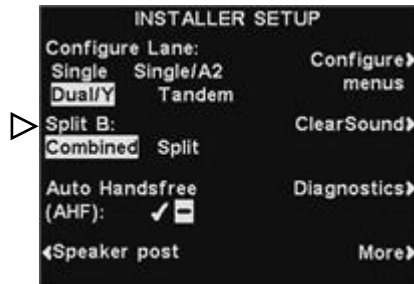 INSTALLER SETUP
Configure Lane:
Single Single/A2
Dual/Y Tandem
Configure
menus
Split B:
Combined Split
ClearSound
Auto Handsfree
(AHF):
Diagnostics
Speaker post
More